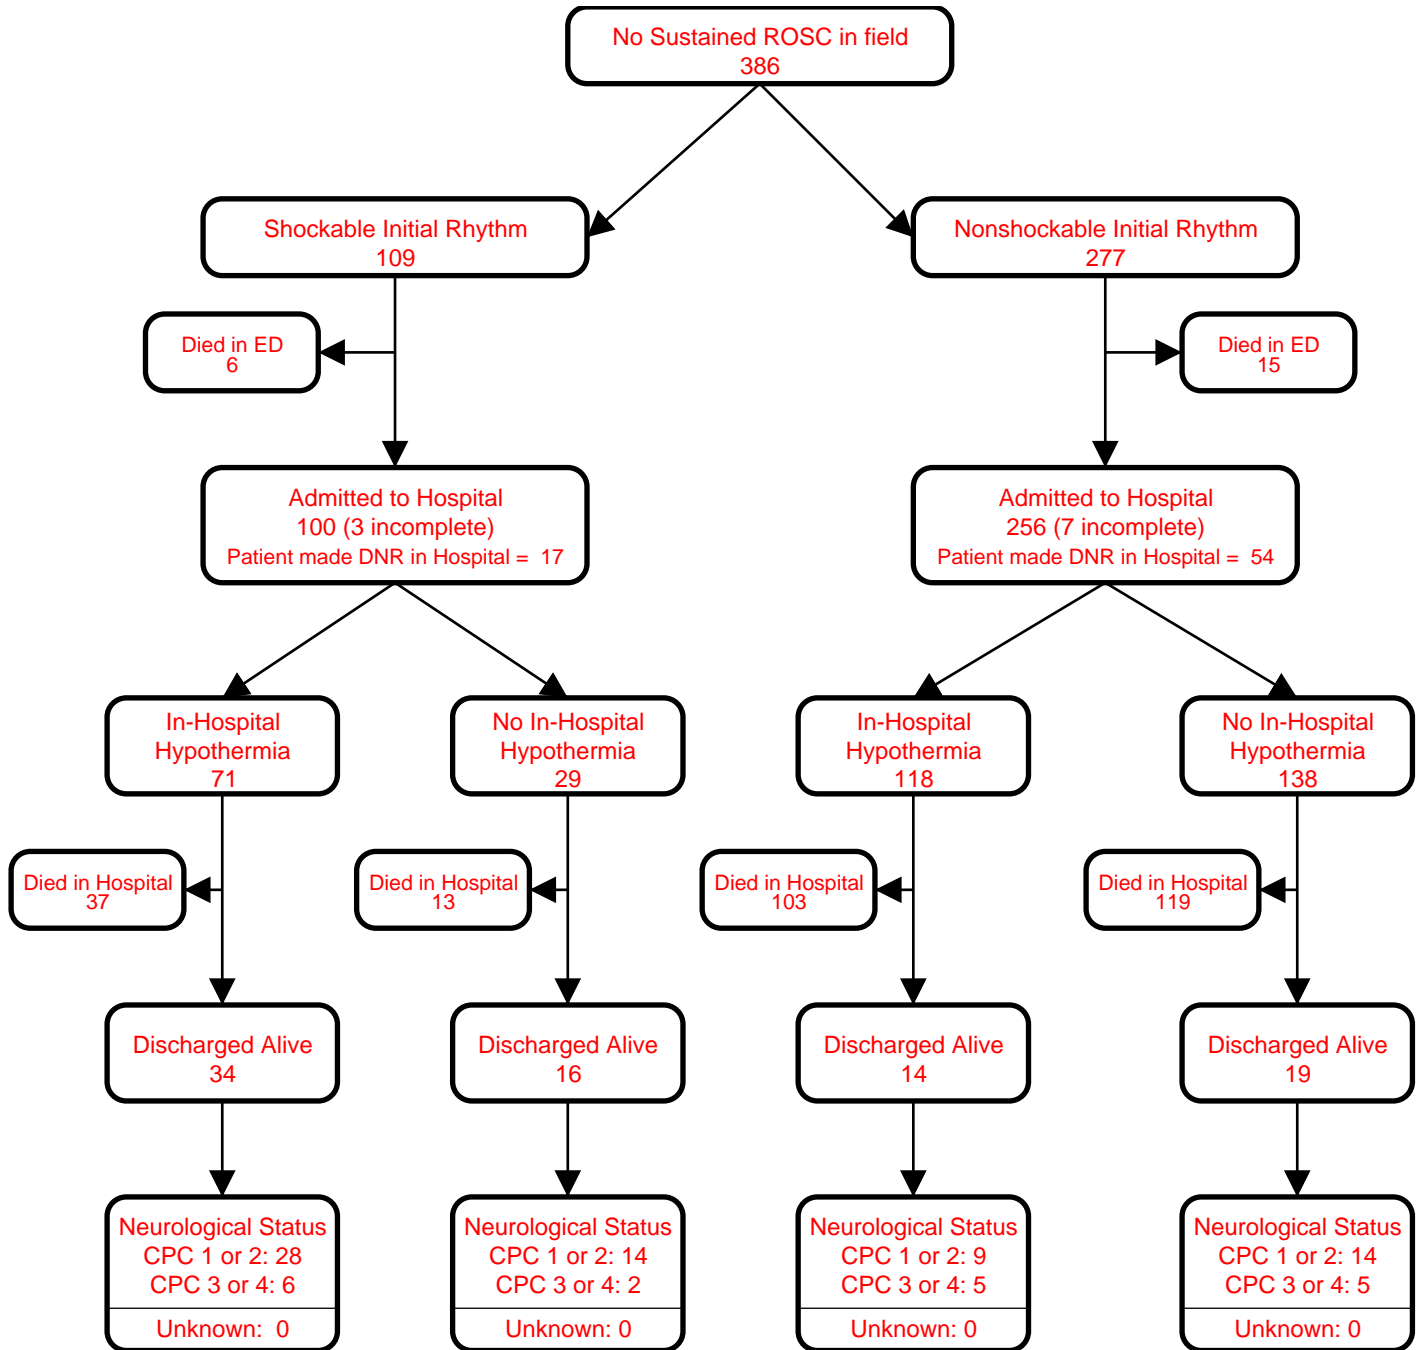 No Sustained ROSC in field
386
Shockable Initial Rhythm
109
Nonshockable Initial Rhythm
277
Died in ED
6
Died in ED
15
Admitted to Hospital
100 (3 incomplete)
Patient made DNR in Hospital = 17
Admitted to Hospital
256 (7 incomplete)
Patient made DNR in Hospital = 54
In-Hospital
Hypothermia
71
No In-Hospital
Hypothermia
29
In-Hospital
Hypothermia
118
No In-Hospital
Hypothermia
138
Died in Hospital
37
Died in Hospital
13
Died in Hospital
103
Died in Hospital
119
Discharged Alive
34
Discharged Alive
16
Discharged Alive
14
Discharged Alive
19
Neurological Status
CPC 1 or 2: 28
CPC 3 or 4: 6
Unknown: 0
Neurological Status
CPC 1 or 2: 14
CPC 3 or 4: 2
Unknown: 0
Neurological Status
CPC 1 or 2: 9
CPC 3 or 4: 5
Unknown: 0
Neurological Status
CPC 1 or 2: 14
CPC 3 or 4: 5
Unknown: 0